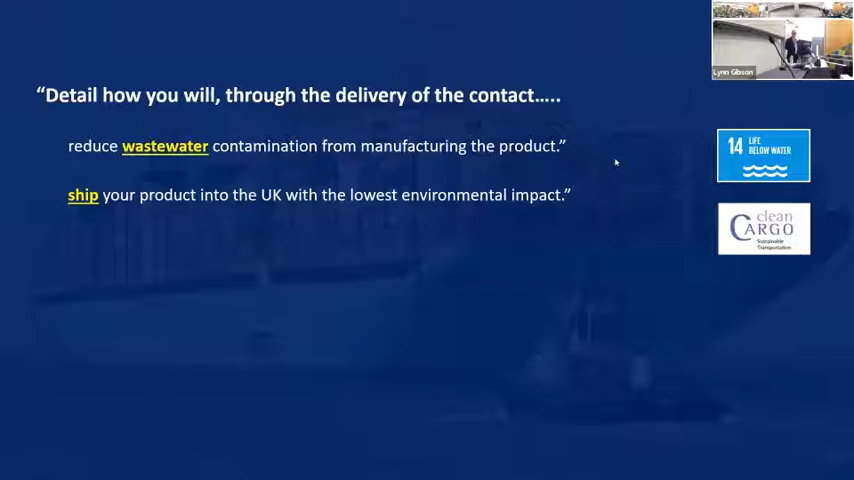 “Detail how you will, through the delivery of the contact…..
reduce wastewater contamination from manufacturing the product.”
ship your product into the UK with the lowest environmental impact.”
Lynn Gibson
14 LIFE
BELOW WATER
clean
CARGO
Sustainable
Transportation